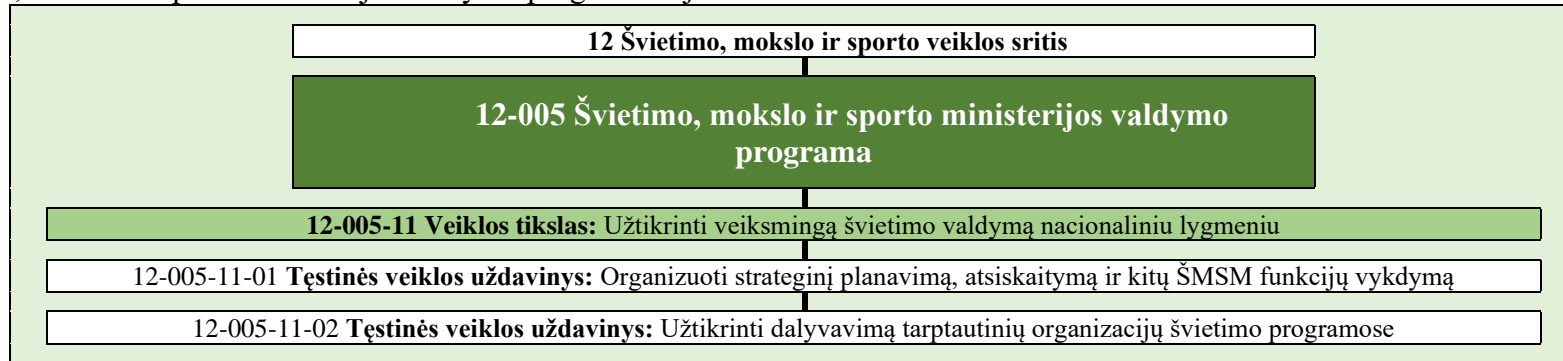 12 Švietimo, mokslo ir sporto veiklos sritis
12-005 Švietimo, mokslo ir sporto ministerijos valdymo
programa
12-005-11 Veiklos tikslas: Užtikrinti veiksmingą švietimo valdymą nacionaliniu lygmeniu
12-005-11-01 Tęstinės veiklos uždavinys: Organizuoti strateginį planavimą, atsiskaitymą ir kitų ŠMSM funkcijų vykdymą
12-005-11-02 Tęstinės veiklos uždavinys: Užtikrinti dalyvavimą tarptautinių organizacijų švietimo programose